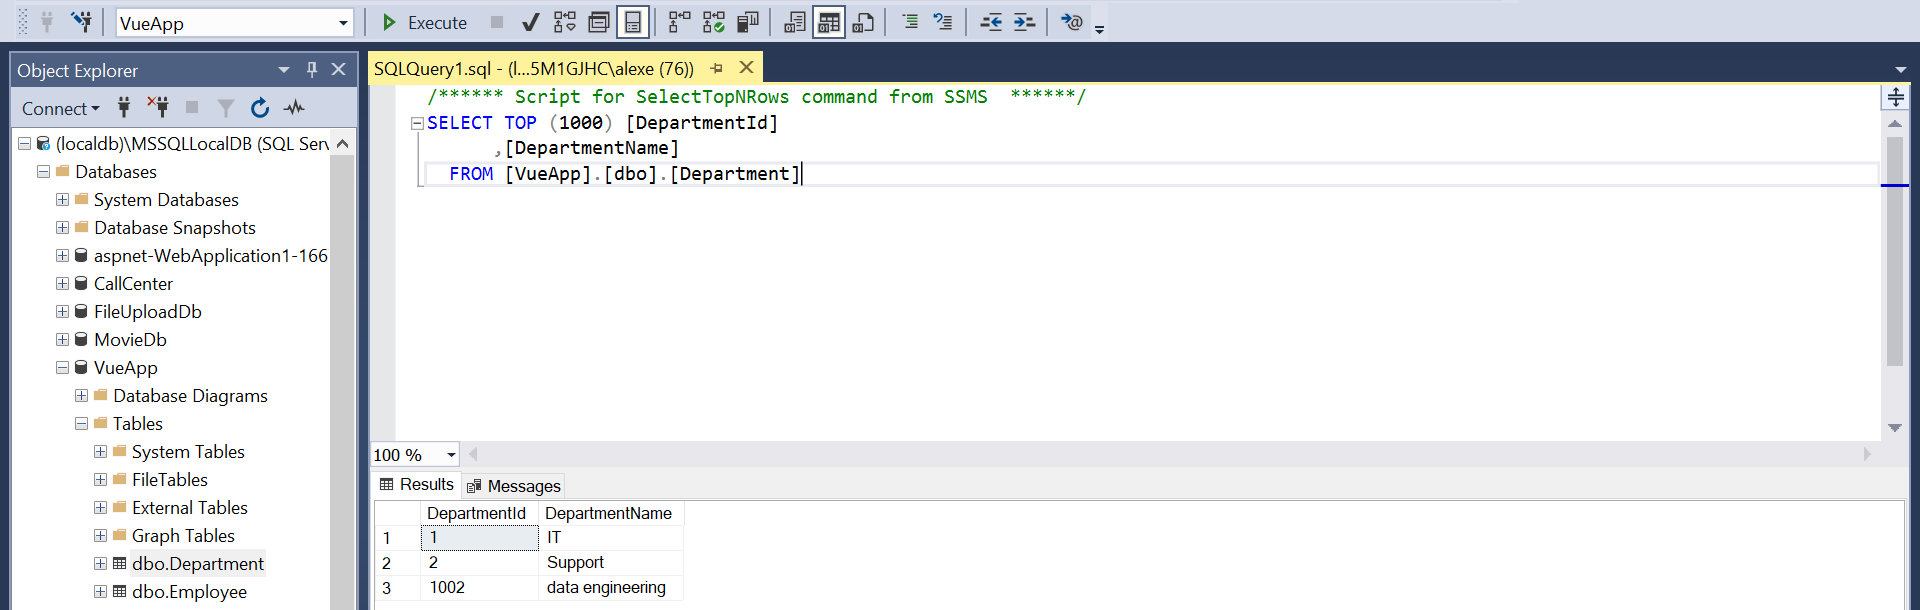 VueApp
Execute
Object Explorer
Connect
(localdb)\MSSQLLocalDB (SQL Serv
Databases
System Databases
Database Snapshots
aspnet-WebApplication1-166
CallCenter
FileUploadDb
MovieDb
VueApp
Database Diagrams
Tables
System Tables
FileTables
External Tables
Graph Tables
dbo.Department
dbo.Employee
SQLQuery1.sql - (l...5M1GJHC\alexe (76))
/****** Script for SelectTopNRows command from SSMS  ******/
SELECT TOP (1000) [DepartmentId]
,[DepartmentName]
FROM [VueApp].[dbo].[Department]
100 %
Results Messages
DepartmentId DepartmentName
1 1 IT
2 2 Support
3 1002 data engineering